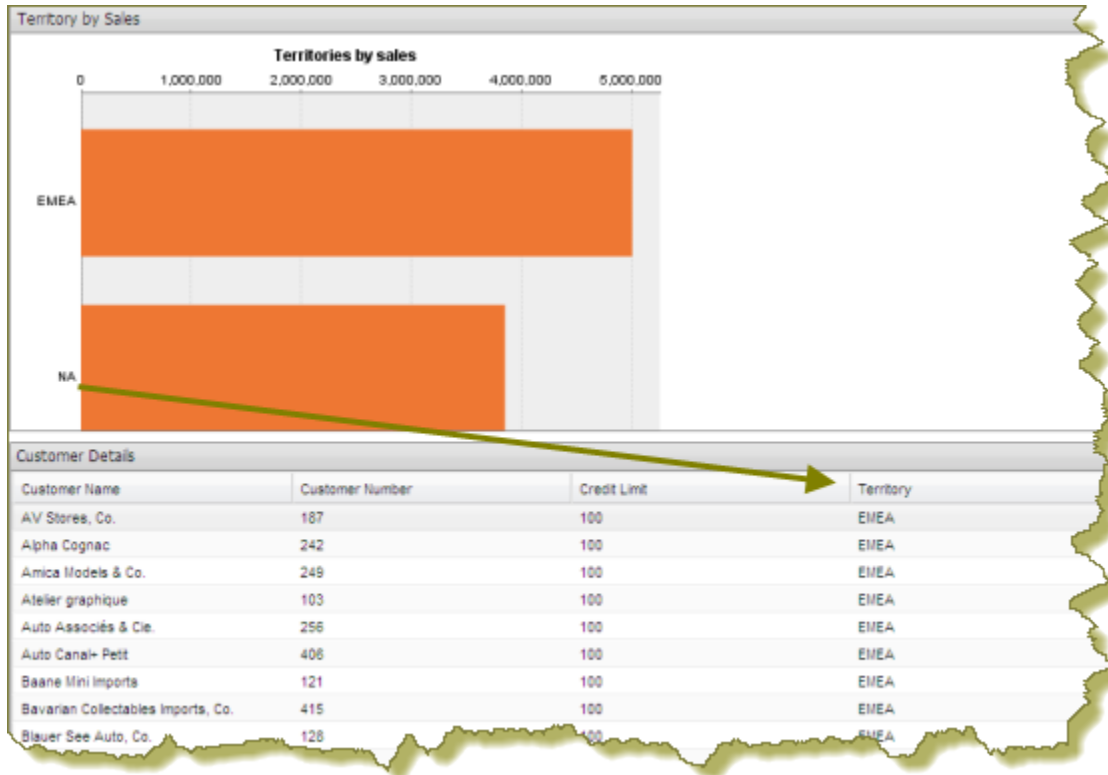 Territory by Sales
Territories by sales
0 1,000,000 2,000,000 3,000,000 4,000,000 5,000,000
EMEA
NA
Customer Details
Customer Name Customer Number Credit Limit Territory
AV Stores, Co. 187 100 EMEA
Alpha Cognac 242 100 EMEA
Amica Models & Co. 249 100 EMEA
Atelier graphique 103 100 EMEA
Auto Associés & Cie. 256 100 EMEA
Auto Canal+ Petit 406 100 EMEA
Baane Mini Imports 121 100 EMEA
Bavarian Collectables Imports, Co. 415 100 EMEA
Blauer See Auto, Co. 128 100 EMEA